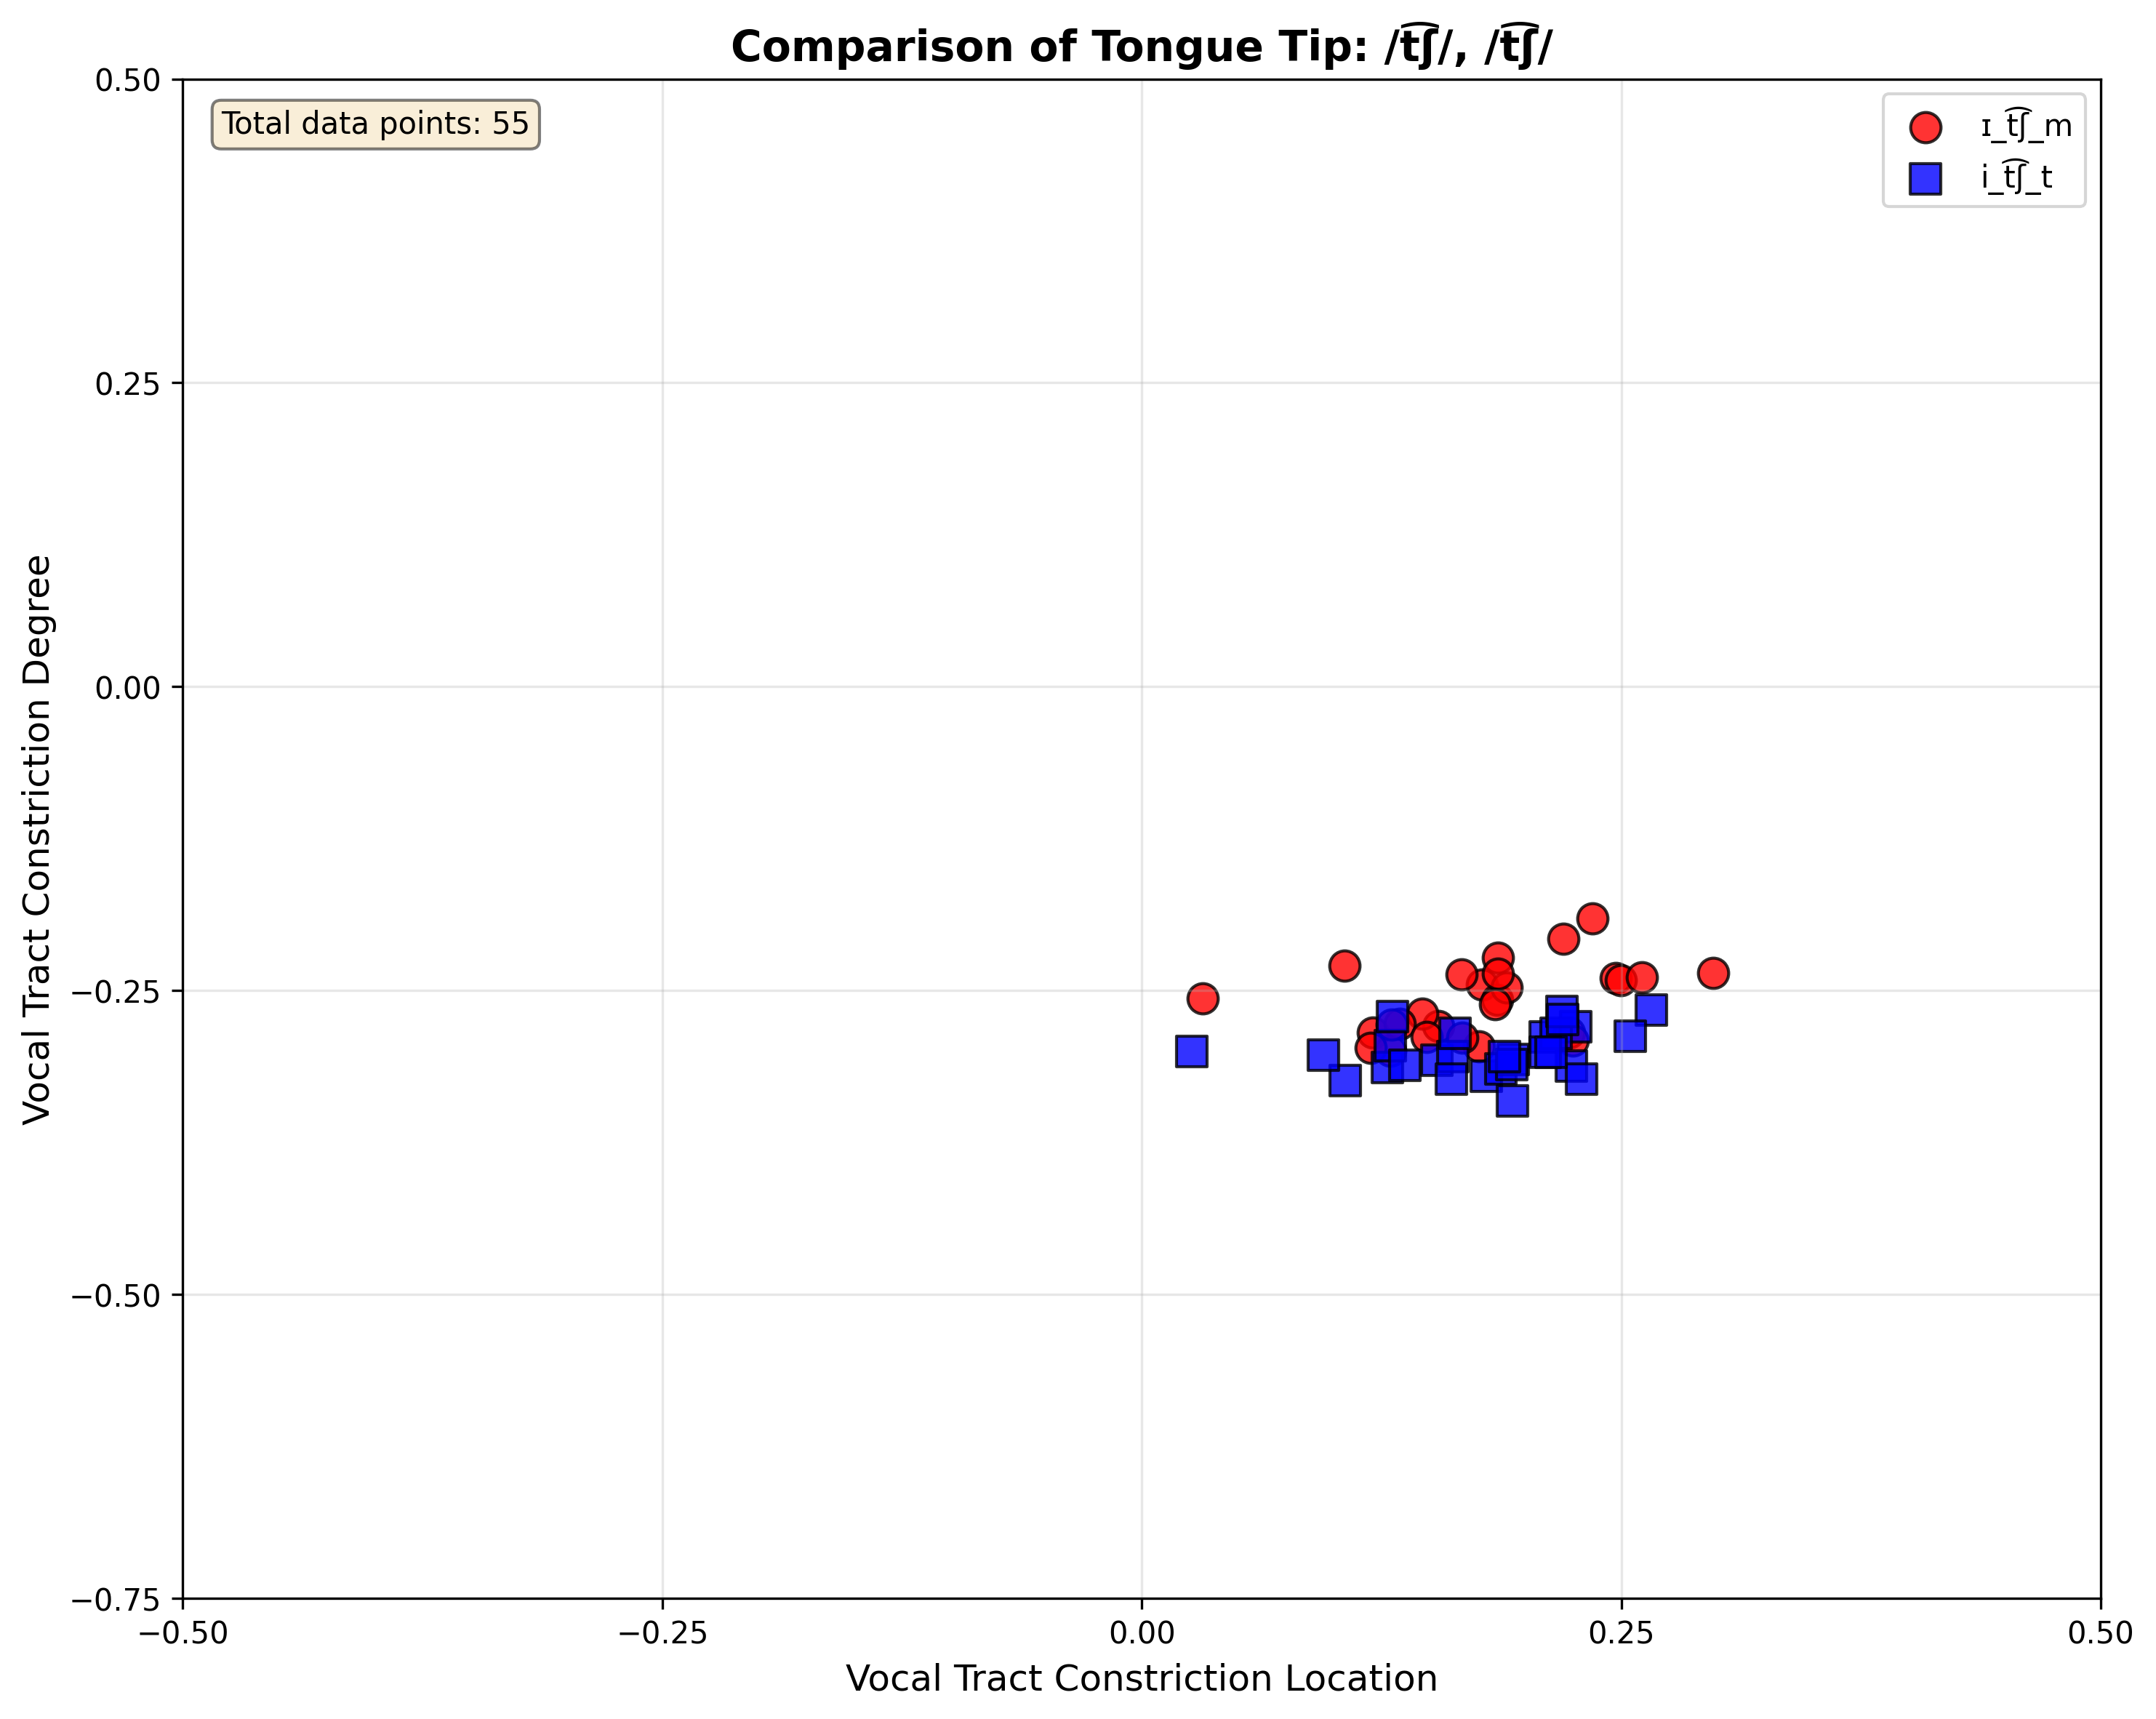 Comparison of Tongue Tip: /t͡ʃ/, /t͡ʃ/
Total data points: 55
ɪ_t͡ʃ_m
i_t͡ʃ_t
0.50
0.25
0.00
−0.25
−0.50
−0.75
Vocal Tract Constriction Degree
−0.50
−0.25
0.00
0.25
0.50
Vocal Tract Constriction Location